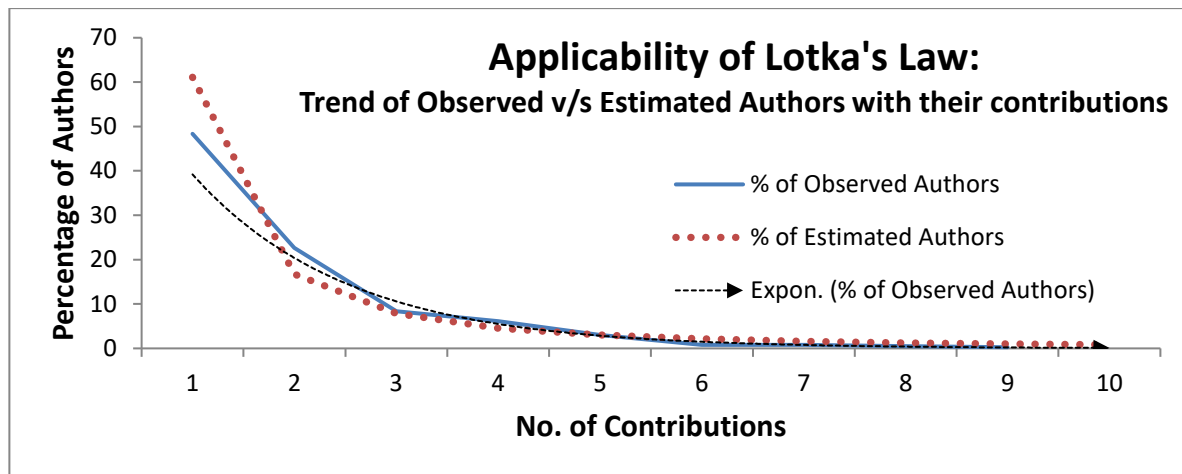 Applicability of Lotka's Law:
Trend of Observed v/s Estimated Authors with their contributions
Percentage of Authors
70
60
50
40
30
20
10
0
% of Observed Authors
% of Estimated Authors
Expon. (% of Observed Authors)
1 2 3 4 5 6 7 8 9 10
No. of Contributions